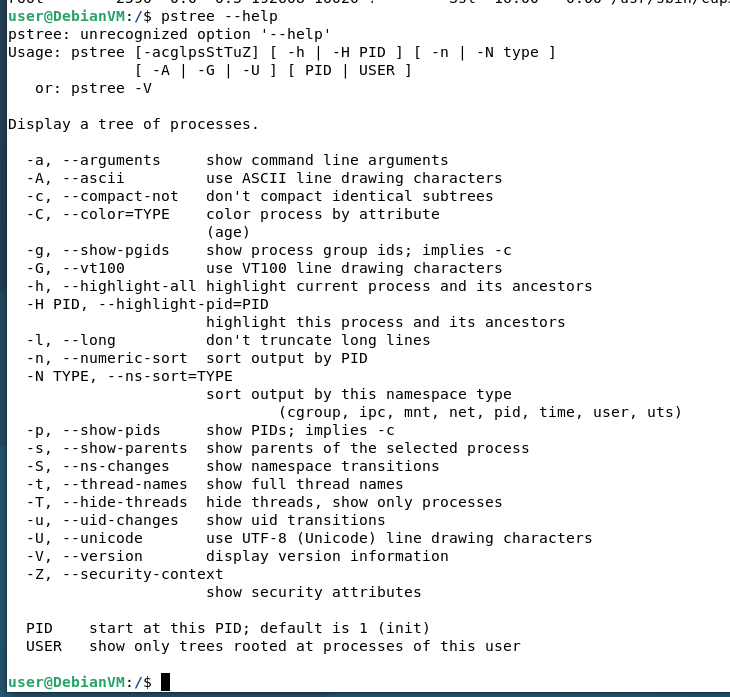 user@DebianVM:/$ pstree --help
pstree: unrecognized option '--help'
Usage: pstree [-acglpsStTuZ] [ -h | -H PID ] [ -n | -N type ]
              [ -A | -G | -U ] [ PID | USER ]
   or: pstree -V

Display a tree of processes.

  -a, --arguments     show command line arguments
  -A, --ascii         use ASCII line drawing characters
  -c, --compact-not   don't compact identical subtrees
  -C, --color=TYPE    color process by attribute
                      (age)
  -g, --show-pgids    show process group ids; implies -c
  -G, --vt100         use VT100 line drawing characters
  -h, --highlight-all highlight current process and its ancestors
  -H PID, --highlight-pid=PID
                      highlight this process and its ancestors
  -l, --long          don't truncate long lines
  -n, --numeric-sort  sort output by PID
  -N TYPE, --ns-sort=TYPE
                      sort output by this namespace type
                              (cgroup, ipc, mnt, net, pid, time, user, uts)
  -p, --show-pids     show PIDs; implies -c
  -s, --show-parents  show parents of the selected process
  -S, --ns-changes    show namespace transitions
  -t, --thread-names  show full thread names
  -T, --hide-threads  hide threads, show only processes
  -u, --uid-changes   show uid transitions
  -U, --unicode       use UTF-8 (Unicode) line drawing characters
  -V, --version       display version information
  -Z, --security-context
                      show security attributes

  PID    start at this PID; default is 1 (init)
  USER   show only trees rooted at processes of this user

user@DebianVM:/$